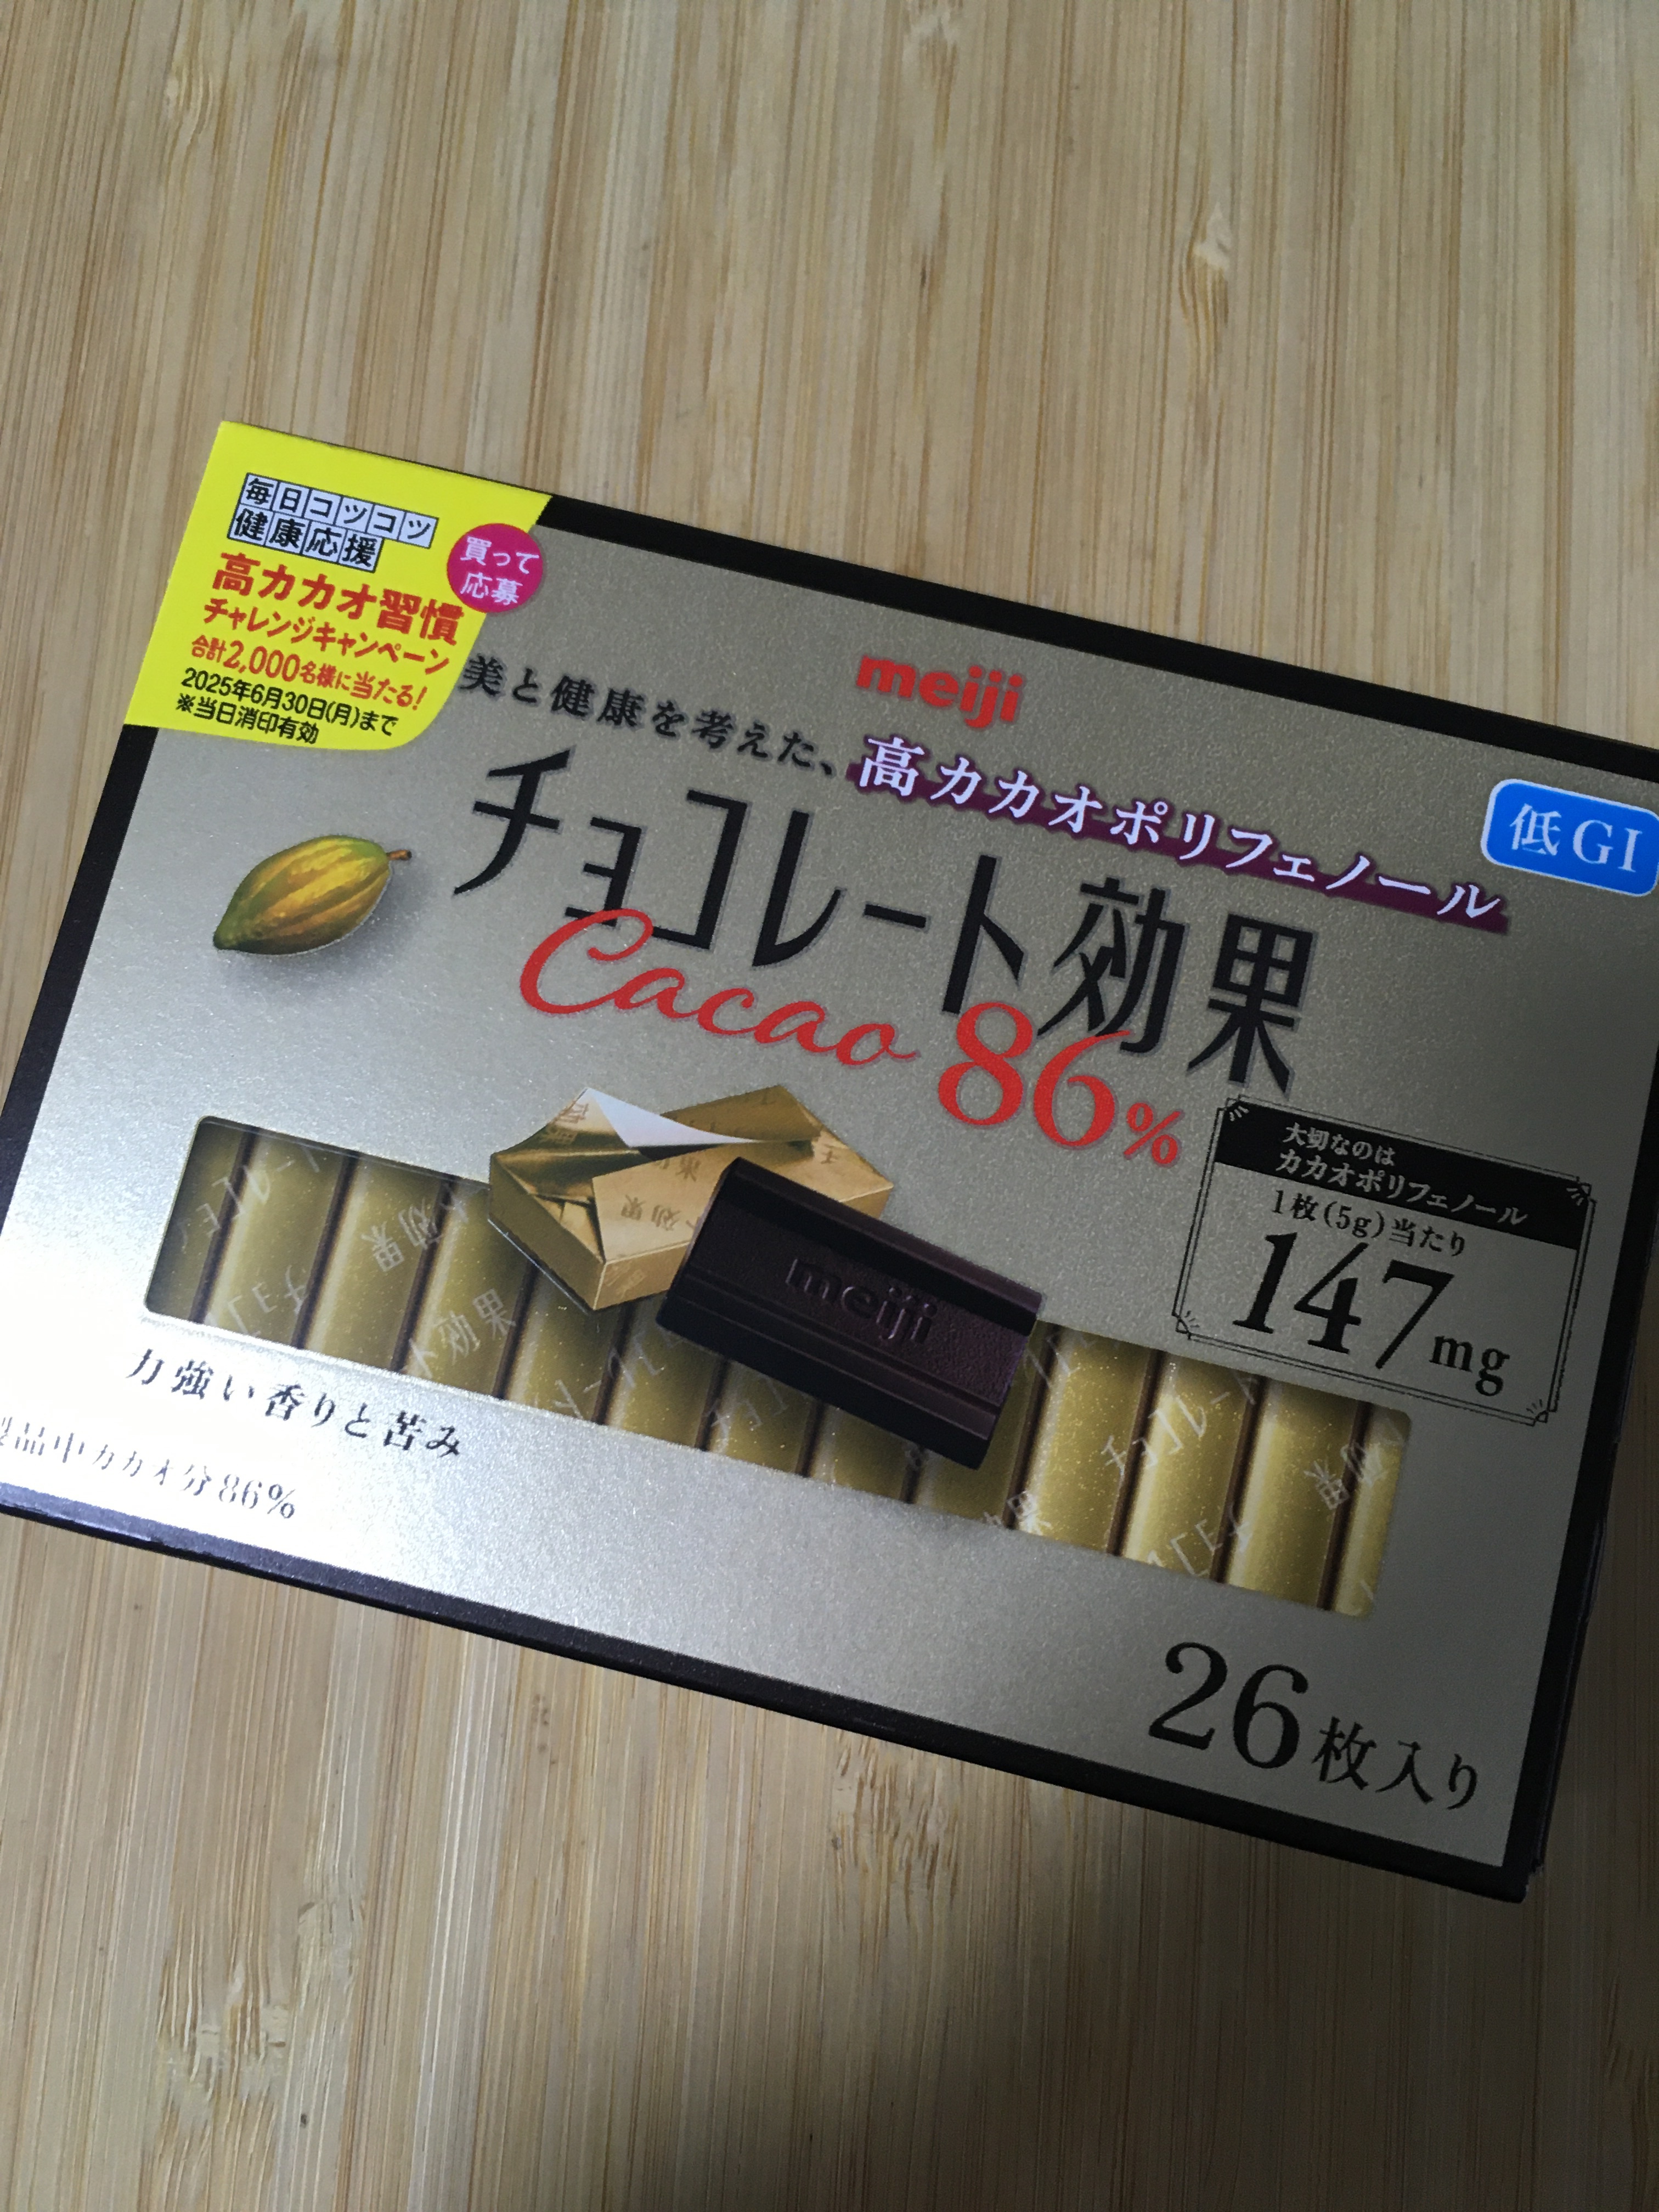 毎日コツコツ
健康応援
買って
応募
高カカオ習慣
チャレンジキャンペーン
合計2,000名様に当たる!
2025年6月30日(月)まで
※当日消印有効
meiji
美と健康を考えた、高カカオポリフェノール
低GI
チョコレート効果
Cacao 86%
大切なのは
カカオポリフェノール
1枚(5g)当たり
147mg
meiji
力強い香りと苦み
品中カカオ分86%
26枚入り